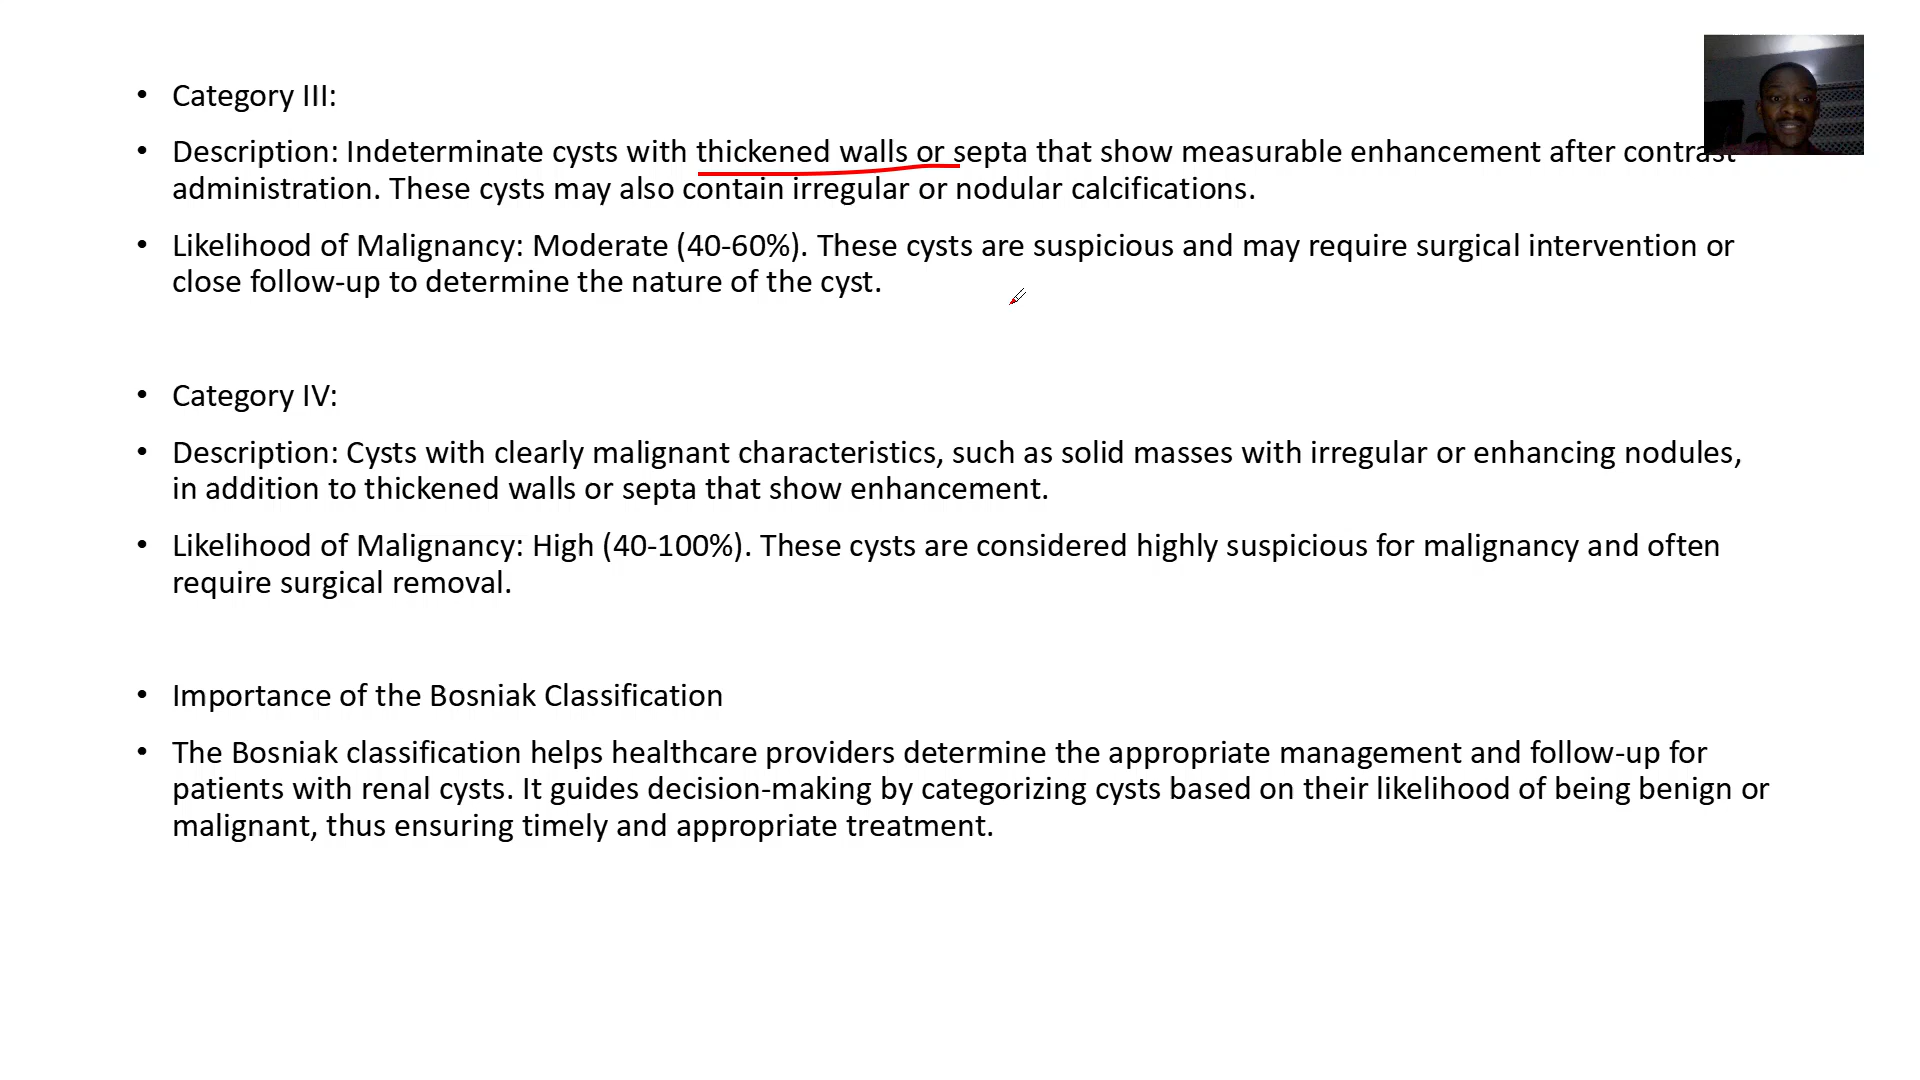 • Category III:
• Description: Indeterminate cysts with thickened walls or septa that show measurable enhancement after contrast
administration. These cysts may also contain irregular or nodular calcifications.
• Likelihood of Malignancy: Moderate (40-60%). These cysts are suspicious and may require surgical intervention or
close follow-up to determine the nature of the cyst.
• Category IV:
• Description: Cysts with clearly malignant characteristics, such as solid masses with irregular or enhancing nodules,
in addition to thickened walls or septa that show enhancement.
• Likelihood of Malignancy: High (40-100%). These cysts are considered highly suspicious for malignancy and often
require surgical removal.
• Importance of the Bosniak Classification
• The Bosniak classification helps healthcare providers determine the appropriate management and follow-up for
patients with renal cysts. It guides decision-making by categorizing cysts based on their likelihood of being benign or
malignant, thus ensuring timely and appropriate treatment.